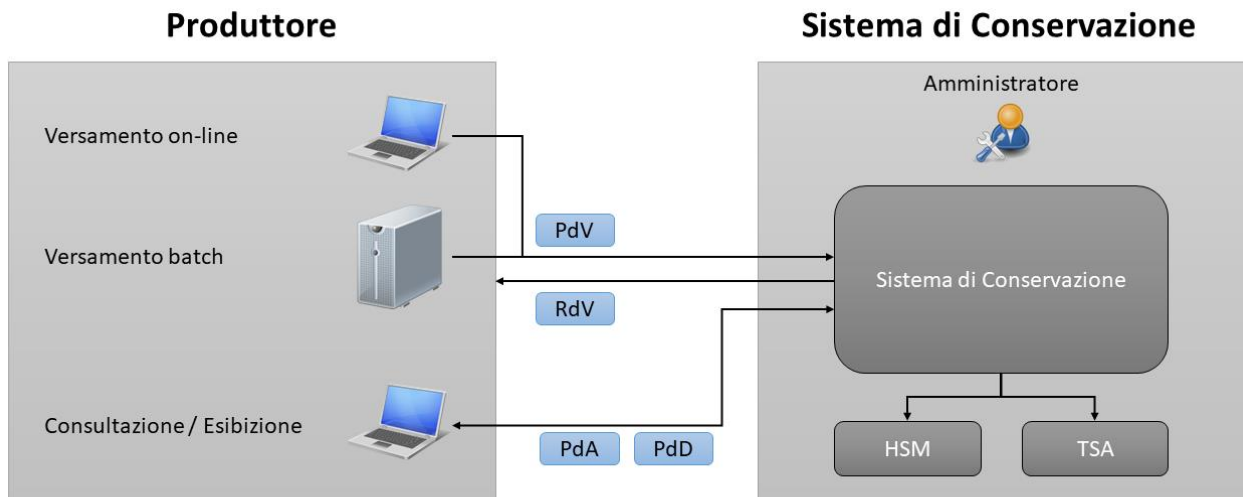 Produttore
Sistema di Conservazione
Amministratore
Versamento on-line
PdV
Versamento batch
Sistema di Conservazione
RdV
Consultazione / Esibizione
PdA
PdD
HSM
TSA